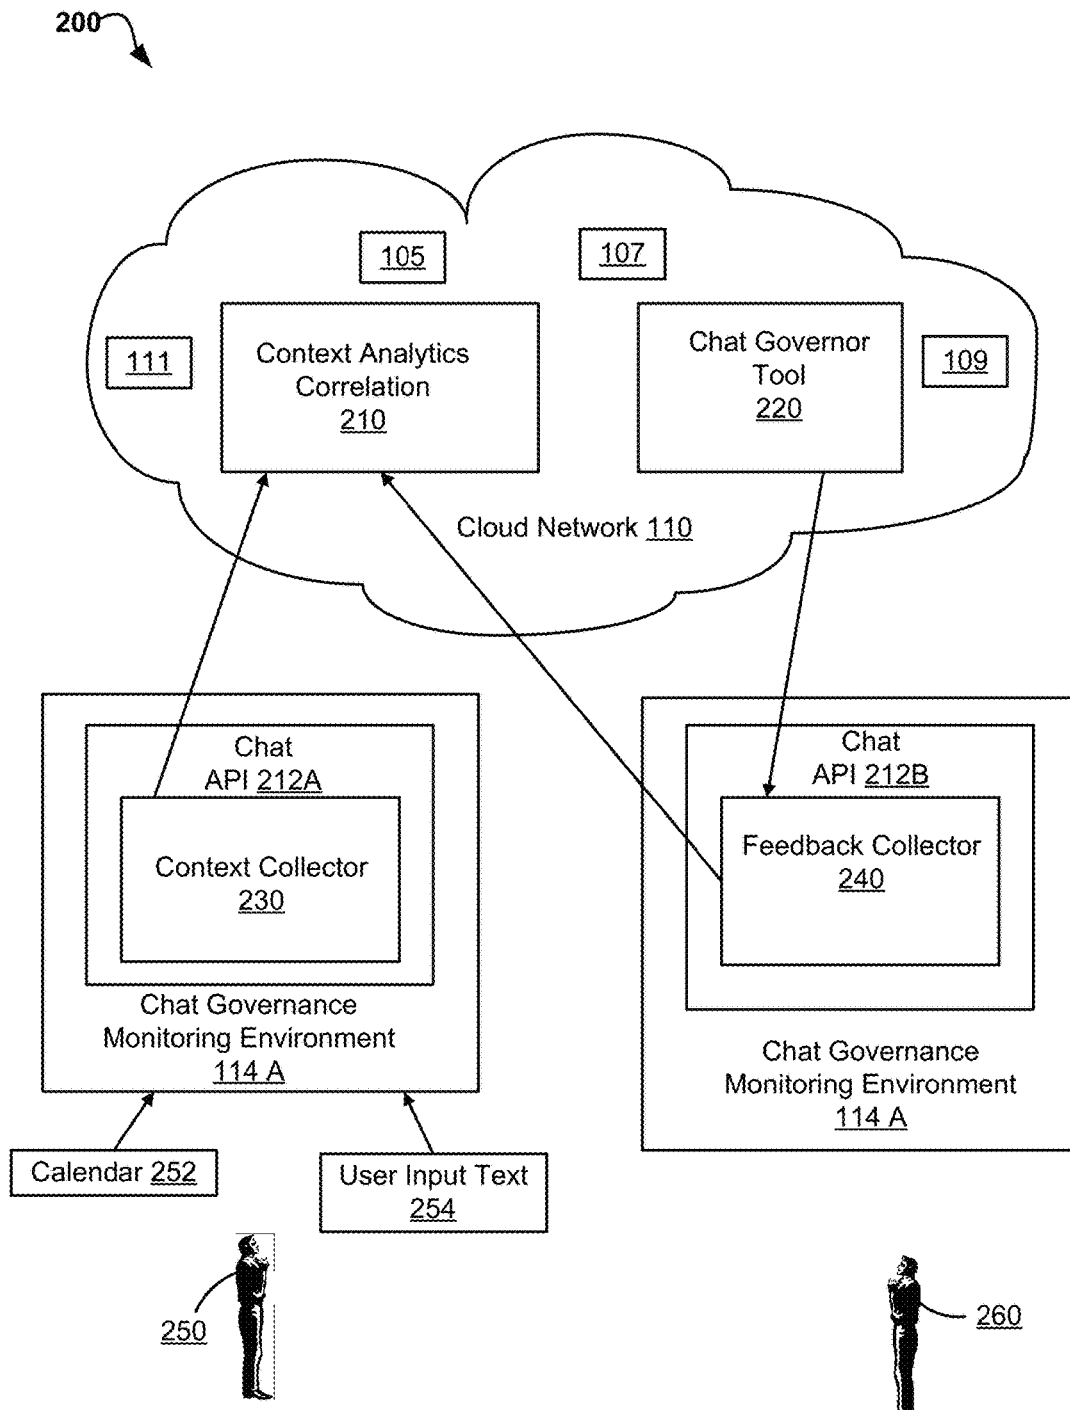 200
105
107
111
Context Analytics
Correlation
210
Chat Governor
Tool
220
109
Cloud Network 110
Chat
API 212A
Context Collector
230
Chat Governance
Monitoring Environment
114 A
Chat
API 212B
Feedback Collector
240
Chat Governance
Monitoring Environment
114 A
Calendar 252
User Input Text
254
250
260